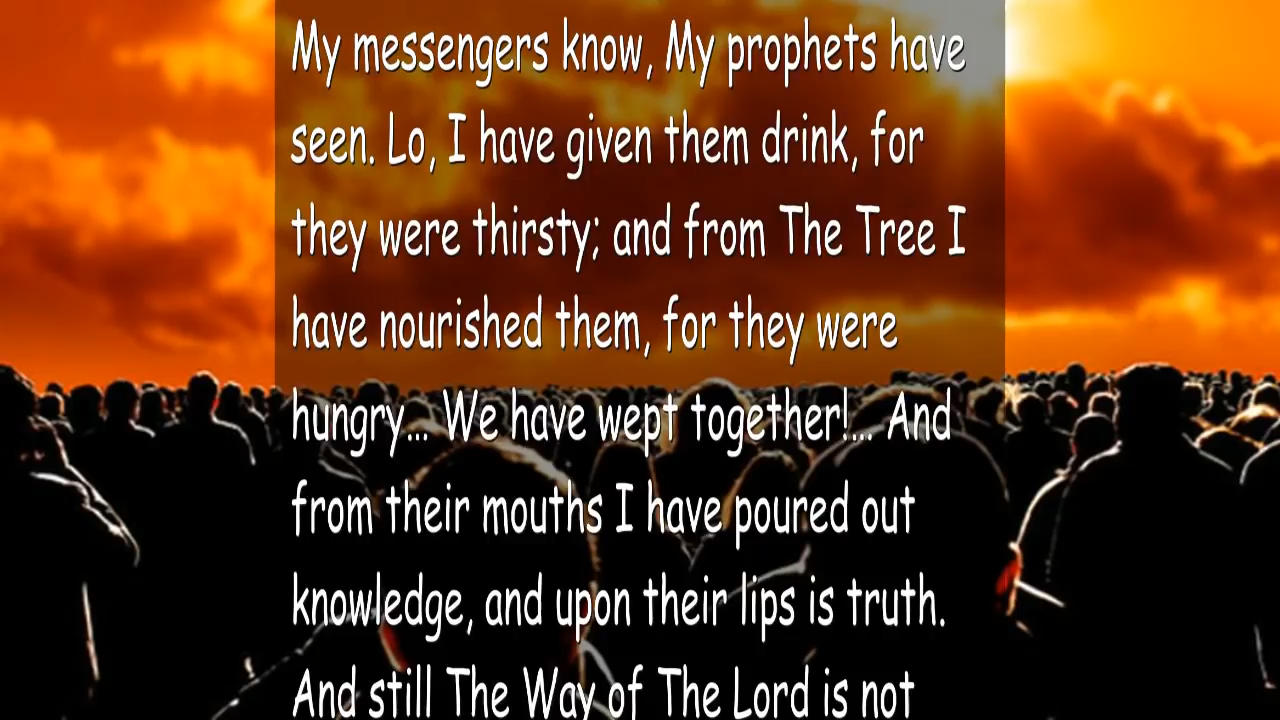 My messengers know, My prophets have
seen. Lo, I have given them drink, for
they were thirsty; and from The Tree I
have nourished them, for they were
hungry... We have wept together!... And
from their mouths I have poured out
knowledge, and upon their lips is truth.
And still The Way of The Lord is not